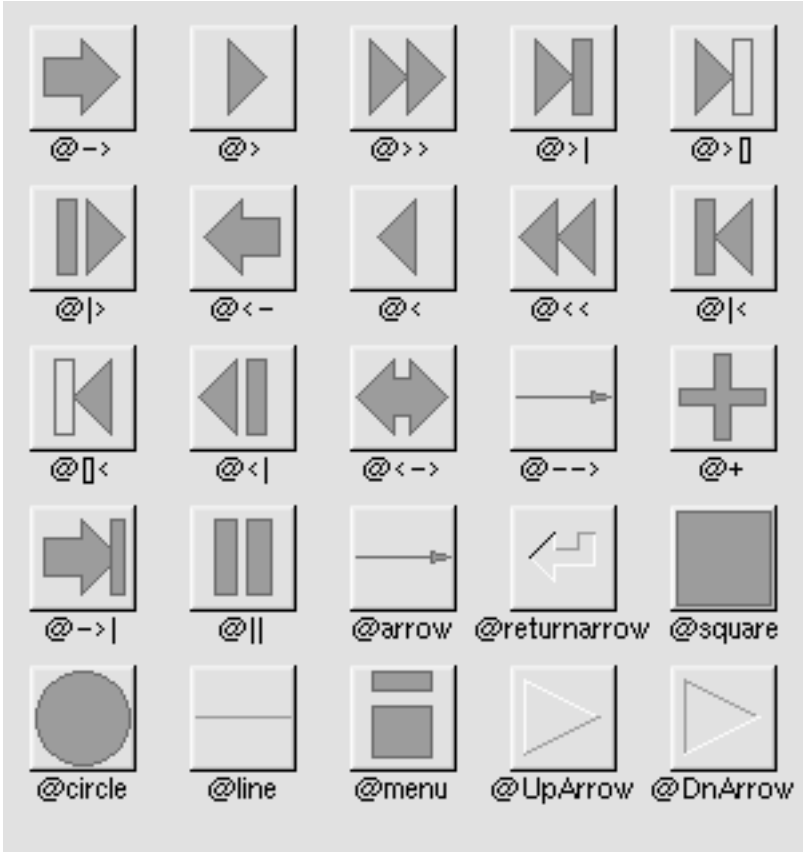 @-> @> @>> @>| @>[]
@|> @<- @< @<< @|<
@[]< @<| @<-> @--> @+
@->| @|| @arrow @returnarrow @square
@circle @line @menu @UpArrow @DnArrow